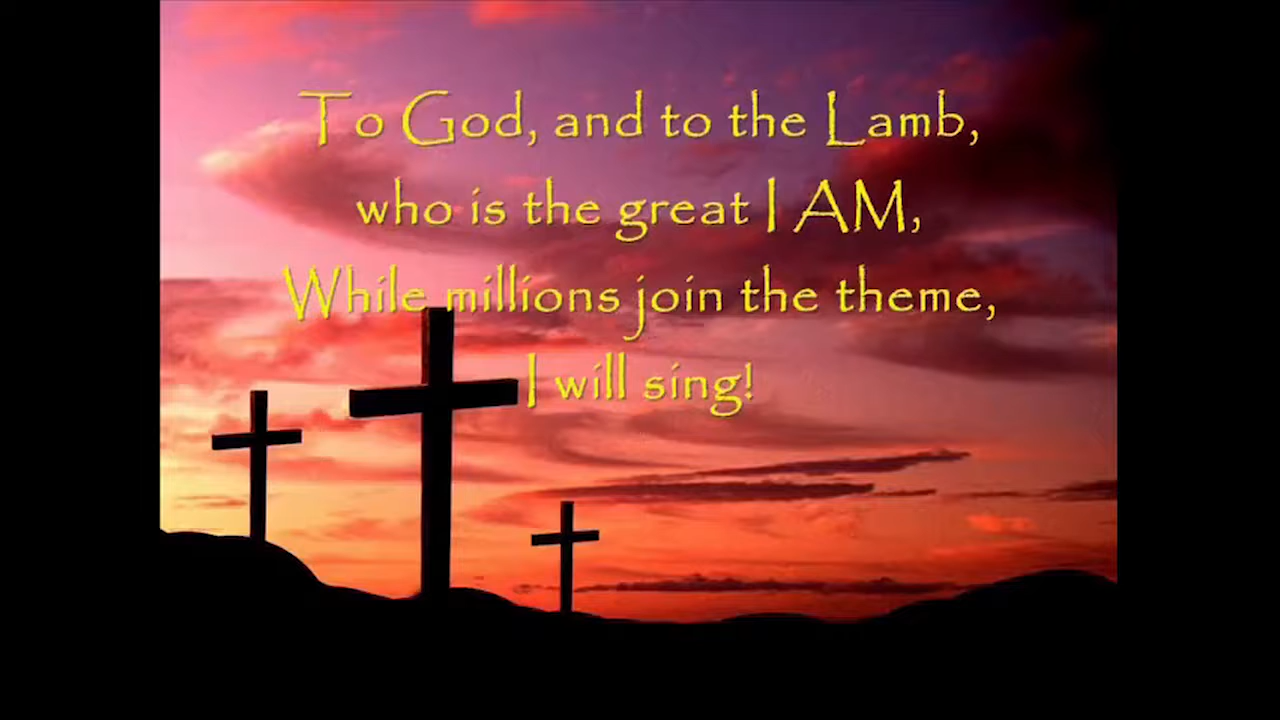 To God, and to the Lamb,
who is the great I AM,
While millions join the theme,
I will sing!